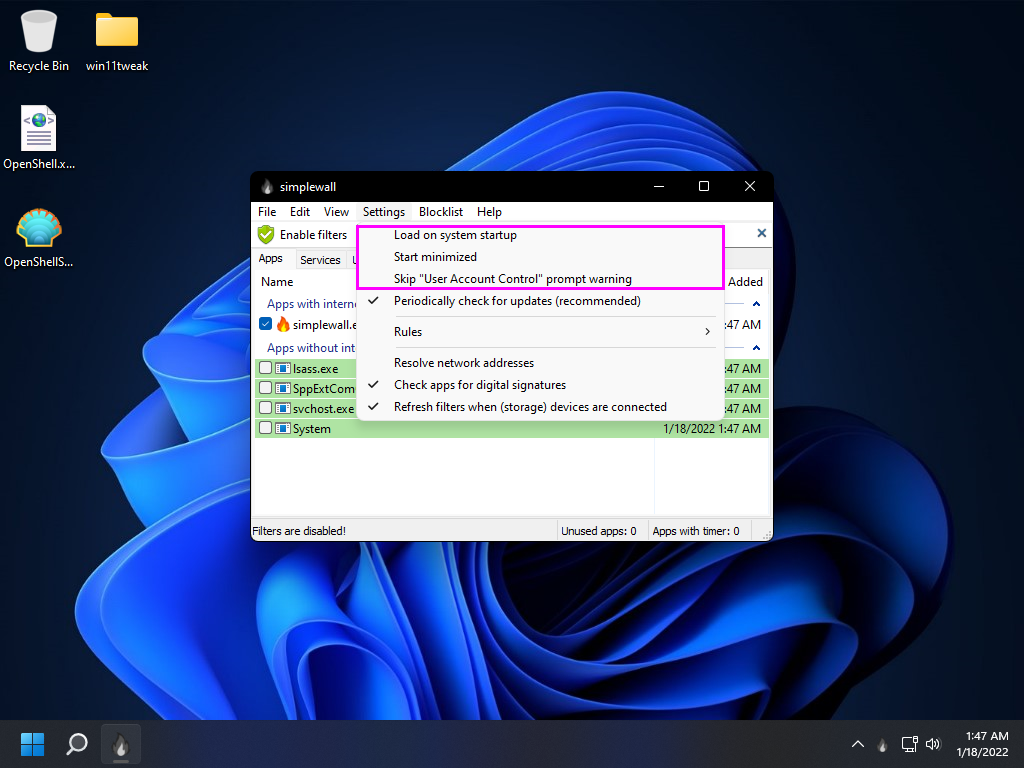 Recycle Bin
win11tweak
OpenShell.x...
OpenShellS...
simplewall
File Edit View Settings Blocklist Help
Enable filters
Apps Services
Name Added
Load on system startup
Start minimized
Skip "User Account Control" prompt warning
Periodically check for updates (recommended)
Rules
Resolve network addresses
Check apps for digital signatures
Refresh filters when (storage) devices are connected
Apps with
simplewall.e :47 AM
Apps without
lsass.exe :47 AM
SppExtCom :47 AM
svchost.exe :47 AM
System 1/18/2022 1:47 AM
Filters are disabled! Unused apps: 0 Apps with timer: 0
1:47 AM
1/18/2022